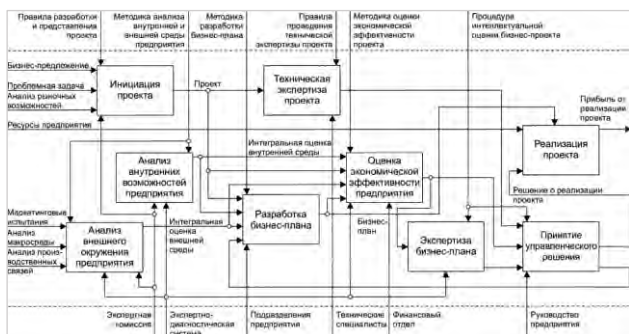 Правила разработки
и представления
проекта
Методика анализа
внутренней и
внешней среды
предприятия
Методика
разработки
бизнес-плана
Правила
проведения
технической
экспертизы проекта
Методика оценки
экономической
эффективности
проекта
Процедура
интеллектуальной
оценки бизнес-проекта
Бизнес-предложение
Проблемная задача
Анализ рыночных
возможностей
Ресурсы предприятия
Инициация
проекта
Проект
Техническая
экспертиза
проекта
Прибыль от
реализации
проекта
Реализация
проекта
Интегральная оценка
внутренней среды
Анализ
внутренних
возможностей
предприятия
Оценка
экономической
эффективности
предприятия
Решение о реализации
проекта
Маркетинговые
испытания
Анализ
макросреды
Анализ произ-
водственных
связей
Анализ
внешнего
окружения
предприятия
Интегральная
оценка
внешней
среды
Разработка
бизнес-плана
Бизнес-
план
Экспертиза
бизнес-плана
Принятие
управленческого
решения
Экспертная
комиссия
Экспертно-
диагностическая
система
Подразделения
предприятия
Технические
специалисты
Финансовый
отдел
Руководство
предприятия